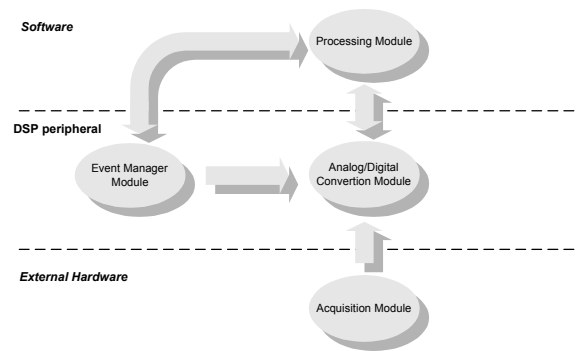 Software
Processing Module
DSP peripheral
Event Manager
Module
Analog/Digital
Convertion Module
External Hardware
Acquisition Module